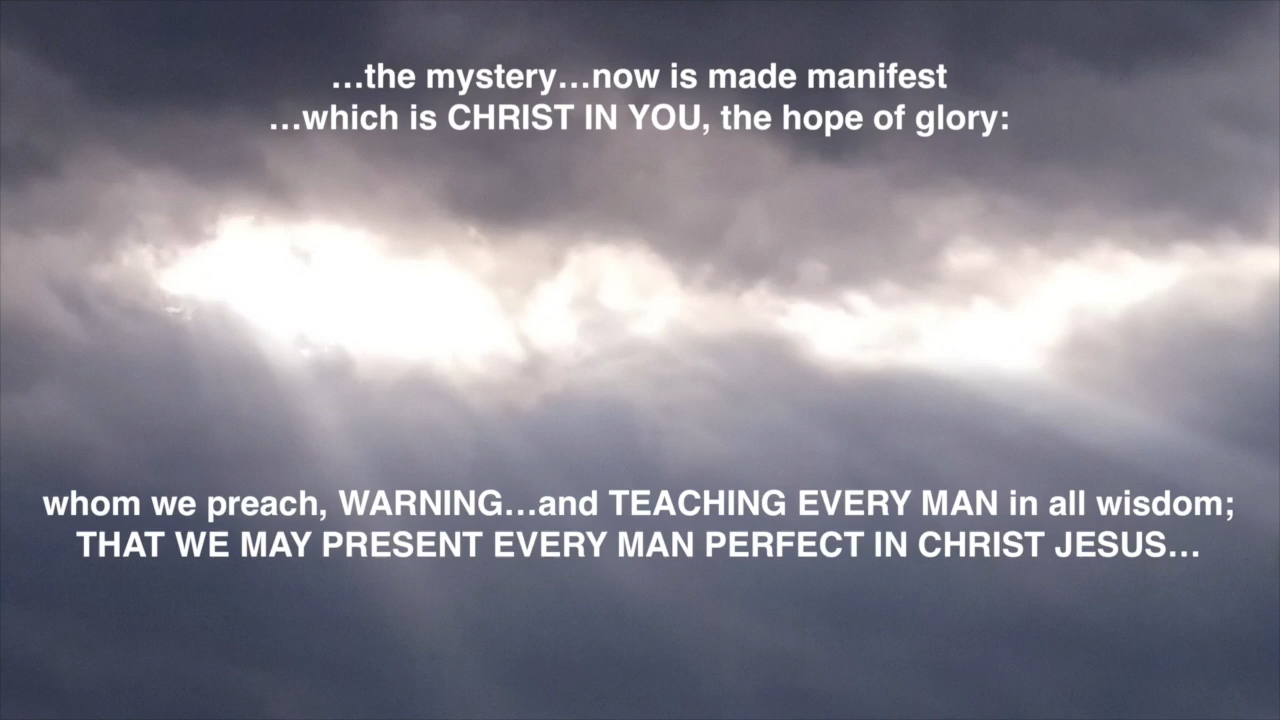 …the mystery…now is made manifest
…which is CHRIST IN YOU, the hope of glory:
whom we preach, WARNING…and TEACHING EVERY MAN in all wisdom;
THAT WE MAY PRESENT EVERY MAN PERFECT IN CHRIST JESUS…